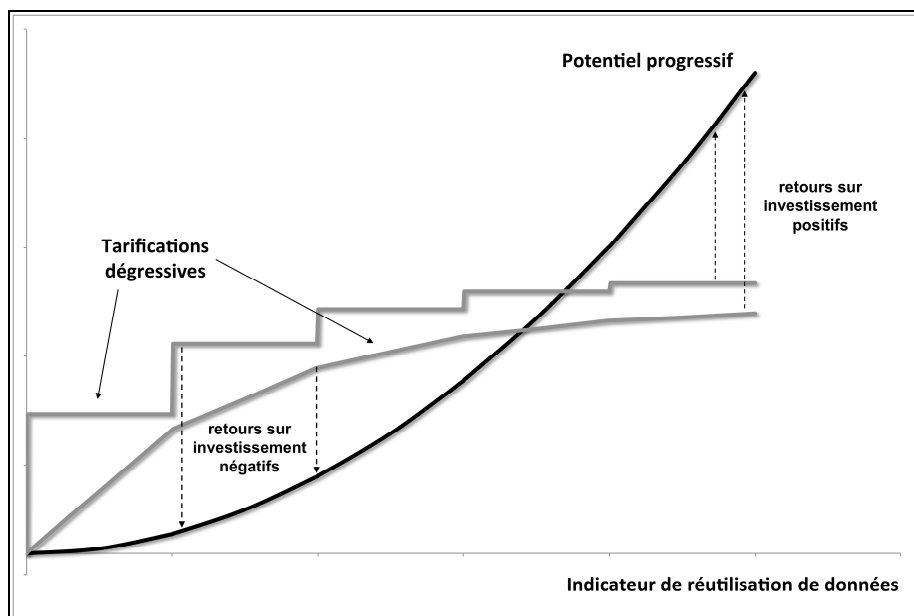 Potentiel progressif
retours sur
investissement
positifs
Tarifications
dégressives
retours sur
investissement
négatifs
Indicateur de réutilisation de données